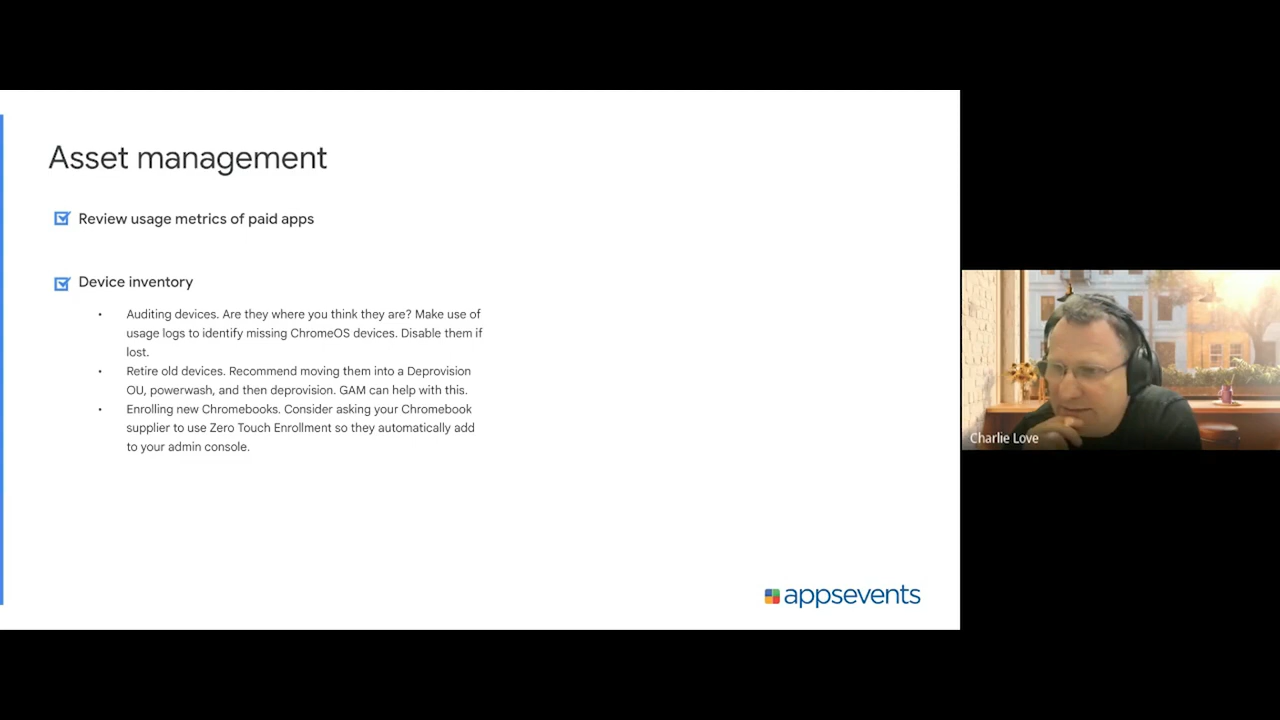 Asset management
Review usage metrics of paid apps
Device inventory
• Auditing devices. Are they where you think they are? Make use of
usage logs to identify missing ChromeOS devices. Disable them if
lost.
• Retire old devices. Recommend moving them into a Deprovision
OU, powerwash, and then deprovision. GAM can help with this.
• Enrolling new Chromebooks. Consider asking your Chromebook
supplier to use Zero Touch Enrollment so they automatically add
to your admin console.
appsevents
Charlie Love